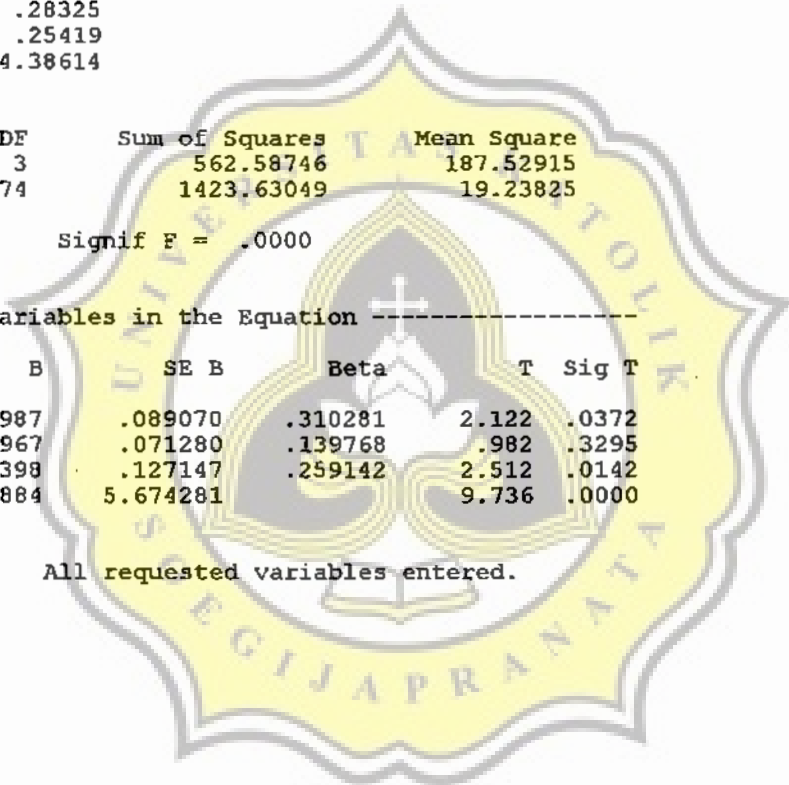 .28325
.25419
4.38614
DF Sum of Squares Mean Square
3 562.58746 187.52915
74 1423.63049 19.23825
Signif F = .0000
ariables in the Equation ------------------
B SE B Beta T Sig T
987 .089070 .310281 2.122 .0372
967 .071280 .139768 .982 .3295
398 .127147 .259142 2.512 .0142
884 5.674281 9.736 .0000
All requested variables entered.
SOEGIJAPRANATA